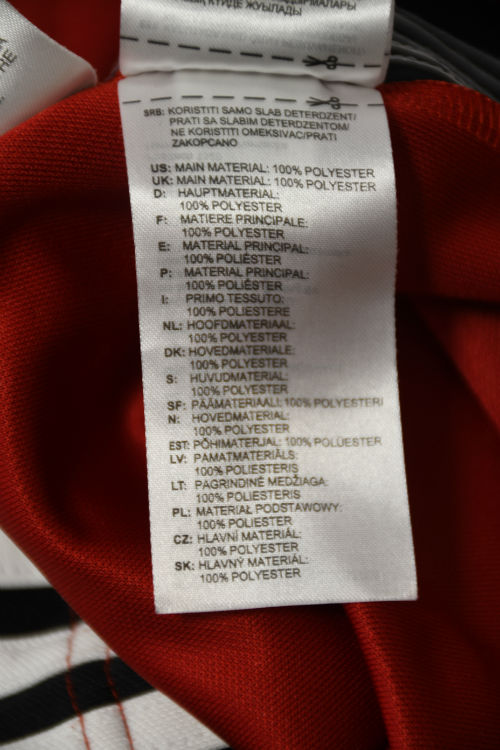 КҮЙДЕ ЖУЫЛАДЫ
HE
SRB: KORISTITI SAMO SLAB DETERDZENT/
PRATI SA SLABIM DETERDZENTOM/
NE KORISTITI OMEKSIVAC/PRATI
ZAKOPCANO
US: MAIN MATERIAL: 100% POLYESTER
UK: MAIN MATERIAL: 100% POLYESTER
D: HAUPTMATERIAL:
100% POLYESTER
F: MATIERE PRINCIPALE:
100% POLYESTER
E: MATERIAL PRINCIPAL:
100% POLIÉSTER
P: MATERIAL PRINCIPAL:
100% POLIÉSTER
I: PRIMO TESSUTO:
100% POLIESTERE
NL: HOOFDMATERIAAL:
100% POLYESTER
DK: HOVEDMATERIALE:
100% POLYESTER
S: HUVUDMATERIAL:
100% POLYESTER
SF: PÄÄMATERIAALI: 100% POLYESTERI
N: HOVEDMATERIAL:
100% POLYESTER
EST: PÕHIMATERJAL: 100% POLÜESTER
LV: PAMATMATERIĀLS:
100% POLIESTERIS
LT: PAGRINDINĖ MEDŽIAGA:
100% POLIESTERIS
PL: MATERIAŁ PODSTAWOWY:
100% POLIESTER
CZ: HLAVNÍ MATERIÁL:
100% POLYESTER
SK: HLAVNÝ MATERIÁL:
100% POLYESTER